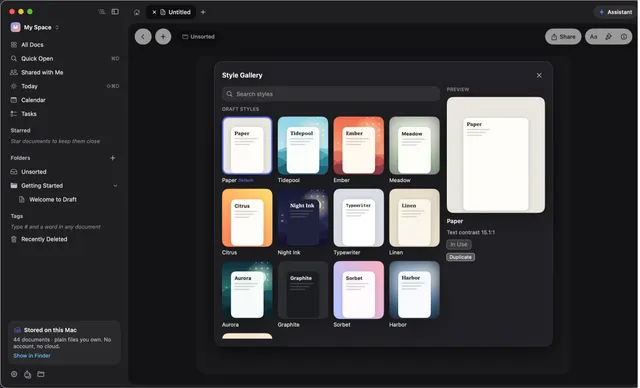 My Space
All Docs
Quick Open ⌘O
Shared with Me
Today ⇧⌘D
Calendar
Tasks
Starred
Star documents to keep them close
Folders
Unsorted
Getting Started
Welcome to Draft
Tags
Type # and a word in any document
Recently Deleted
Stored on this Mac
44 documents · plain files you own. No
account, no cloud.
Show in Finder
Untitled
Assistant
Unsorted
Share
Aa
Style Gallery
Search styles
DRAFT STYLES
Paper
Paper Default
Tidepool
Tidepool
Ember
Ember
Meadow
Meadow
Citrus
Citrus
Night Ink
Night Ink
Typewriter
Typewriter
Linen
Linen
Aurora
Aurora
Graphite
Graphite
Sorbet
Sorbet
Harbor
Harbor
PREVIEW
Paper
Paper
Text contrast 15.1:1
In Use
Duplicate